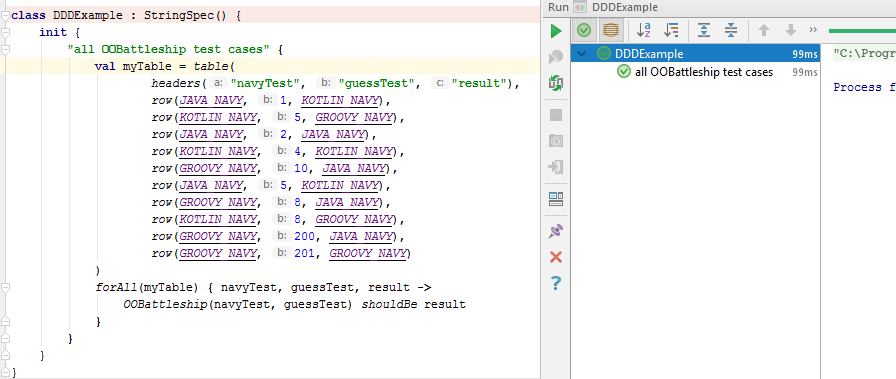 class DDDExample : StringSpec() {
init {
"all OOBattleship test cases" {
val myTable = table(
headers( a: "navyTest", b: "guessTest", c: "result"),
row(JAVA_NAVY, b: 1, KOTLIN_NAVY),
row(KOTLIN_NAVY, b: 5, GROOVY_NAVY),
row(JAVA_NAVY, b: 2, JAVA_NAVY),
row(KOTLIN_NAVY, b: 4, KOTLIN_NAVY),
row(GROOVY_NAVY, b: 10, JAVA_NAVY),
row(JAVA_NAVY, b: 5, KOTLIN_NAVY),
row(GROOVY_NAVY, b: 8, JAVA_NAVY),
row(KOTLIN_NAVY, b: 8, GROOVY_NAVY),
row(GROOVY_NAVY, b: 200, JAVA_NAVY),
row(GROOVY_NAVY, b: 201, GROOVY_NAVY)
)
forAll(myTable) { navyTest, guessTest, result ->
OOBattleship(navyTest, guessTest) shouldBe result
}
}
}
}
Run DDDExample
DDDExample 99ms
all OOBattleship test cases 99ms
"C:\Progr
Process f